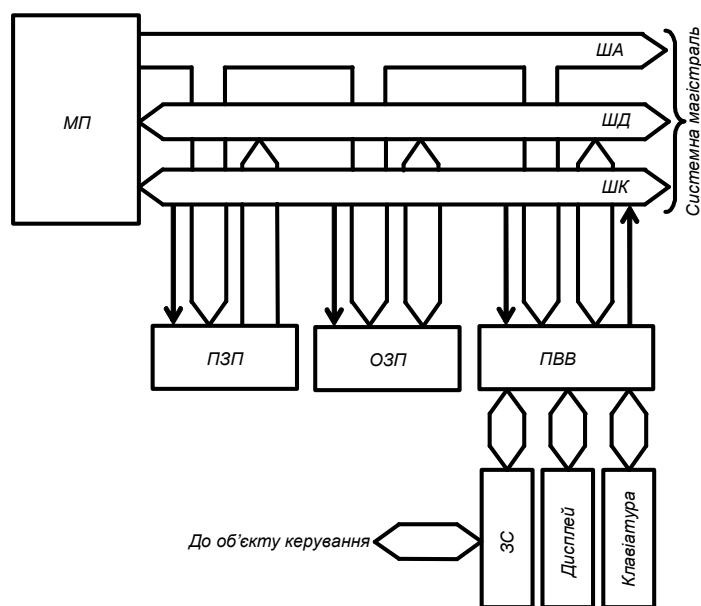 ША
МП
ШД
ШК
Системна магістраль
ПЗП
ОЗП
ПВВ
До об’єкту керування
ЗС
Дисплей
Клавіатура